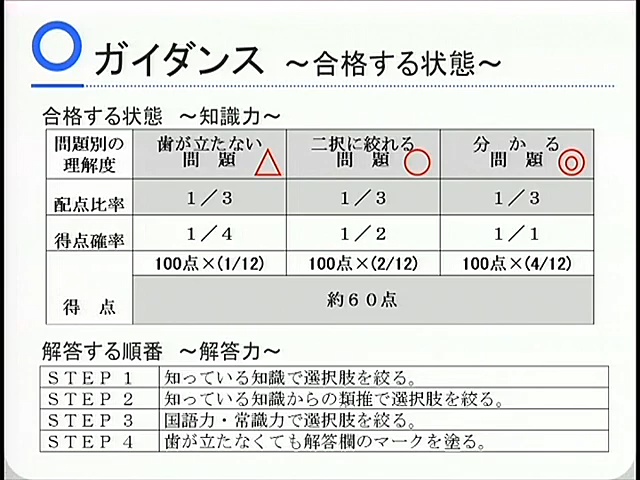 ガイダンス ～合格する状態～
合格する状態 ～知識力～
問題別の理解度 歯が立たない問題 △ 二択に絞れる問題 ○ 分かる問題 ◎
配点比率 1／3 1／3 1／3
得点確率 1／4 1／2 1／1
得点 100点×(1/12) 100点×(2/12) 100点×(4/12)
約６０点
解答する順番 ～解答力～
ＳＴＥＰ１ 知っている知識で選択肢を絞る。
ＳＴＥＰ２ 知っている知識からの類推で選択肢を絞る。
ＳＴＥＰ３ 国語力・常識力で選択肢を絞る。
ＳＴＥＰ４ 歯が立たなくても解答欄のマークを塗る。